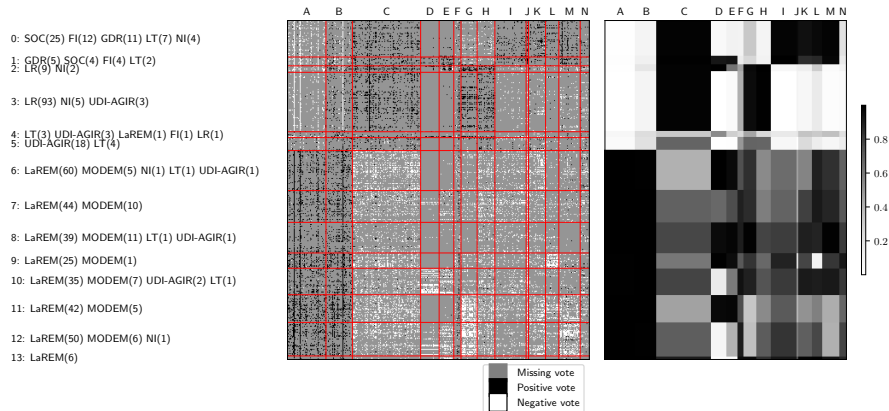 A B C D E F G H I J K L M N
A B C D E F G H I J K L M N
0: SOC(25) FI(12) GDR(11) LT(7) NI(4)
1: GDR(5) SOC(4) FI(4) LT(2)
2: LR(9) NI(2)
3: LR(93) NI(5) UDI-AGIR(3)
4: LT(3) UDI-AGIR(3) LaREM(1) FI(1) LR(1)
5: UDI-AGIR(18) LT(4)
6: LaREM(60) MODEM(5) NI(1) LT(1) UDI-AGIR(1)
7: LaREM(44) MODEM(10)
8: LaREM(39) MODEM(11) LT(1) UDI-AGIR(1)
9: LaREM(25) MODEM(1)
10: LaREM(35) MODEM(7) UDI-AGIR(2) LT(1)
11: LaREM(42) MODEM(5)
12: LaREM(50) MODEM(6) NI(1)
13: LaREM(6)
0.8
0.6
0.4
0.2
Missing vote
Positive vote
Negative vote